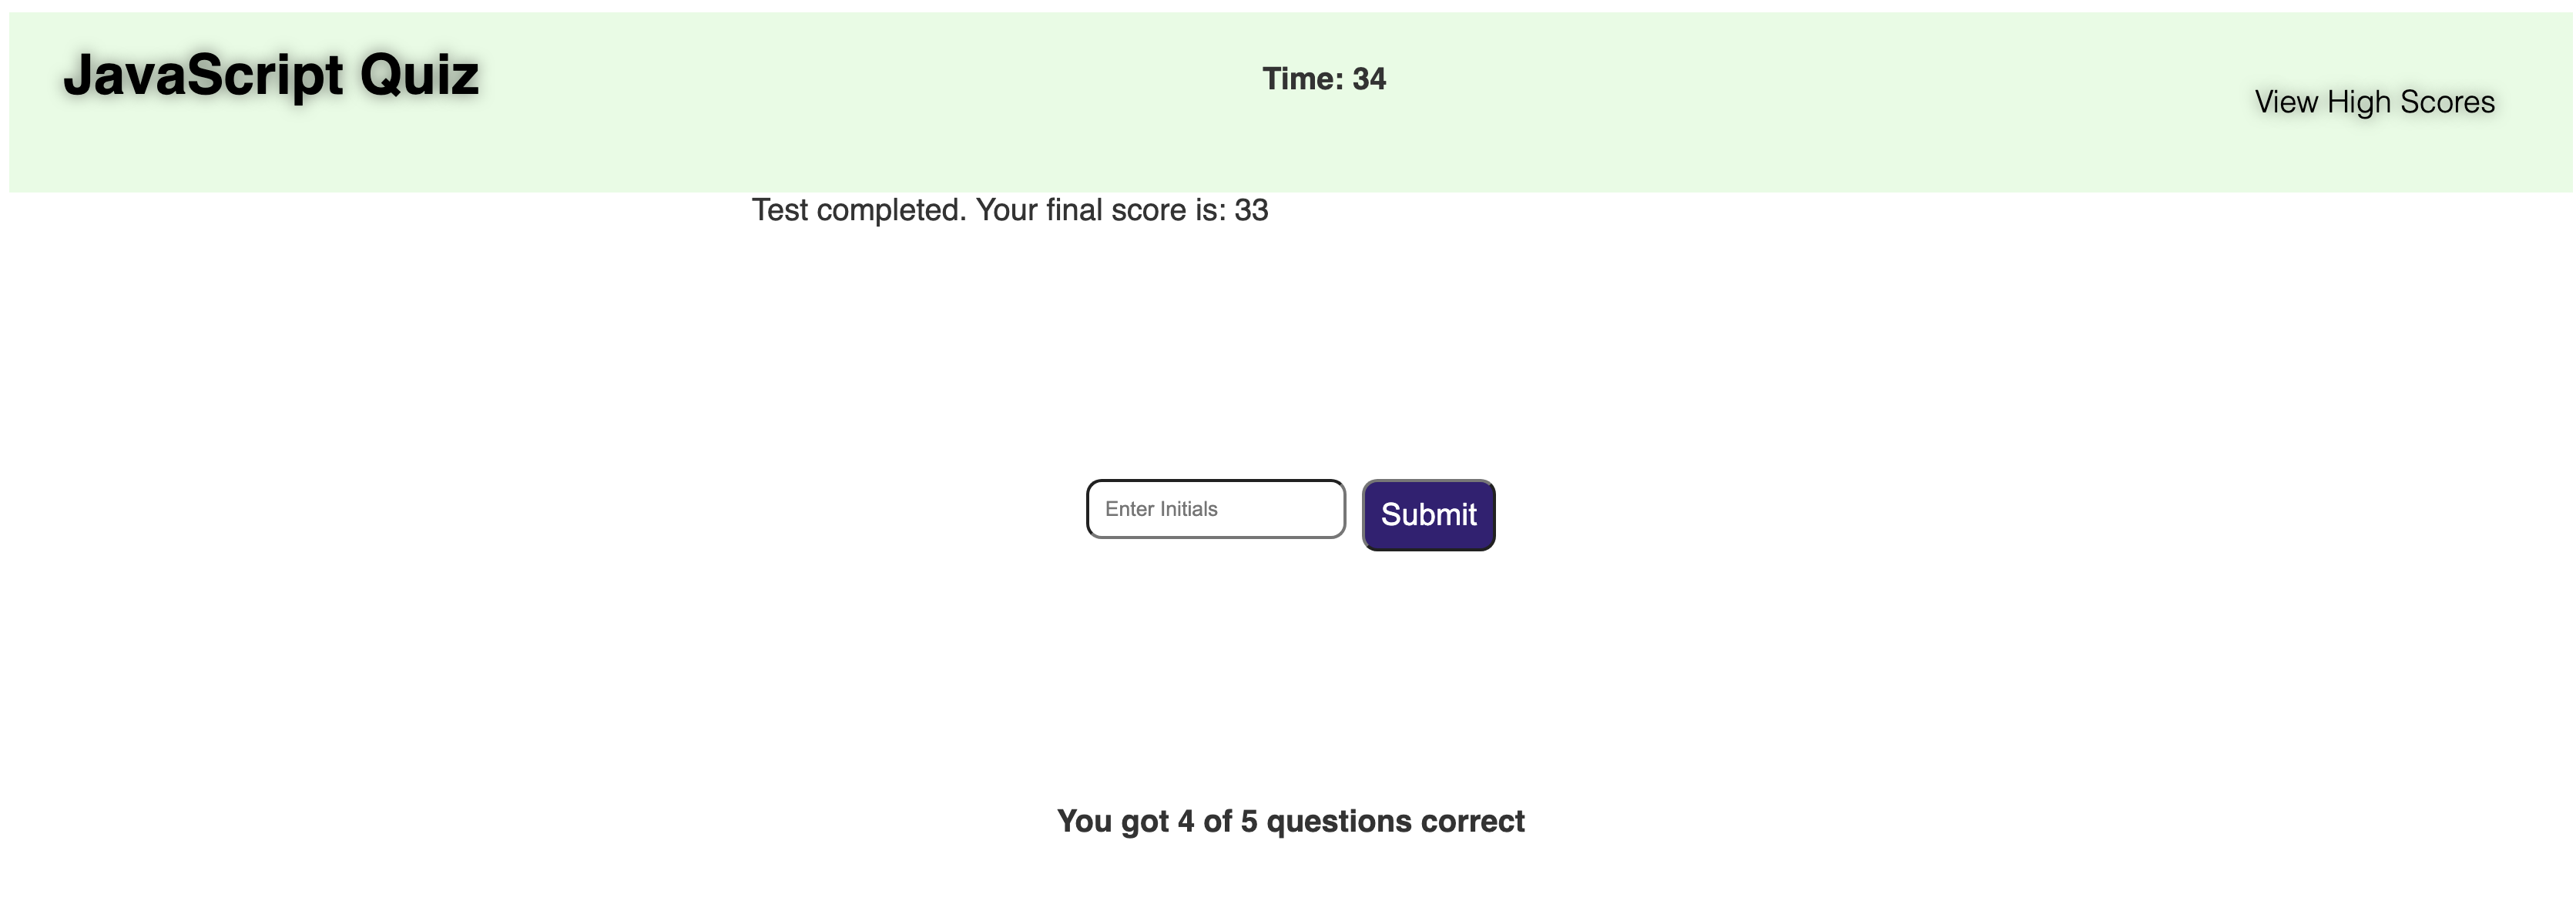 JavaScript Quiz
Time: 34
View High Scores
Test completed. Your final score is: 33
Enter Initials
Submit
You got 4 of 5 questions correct